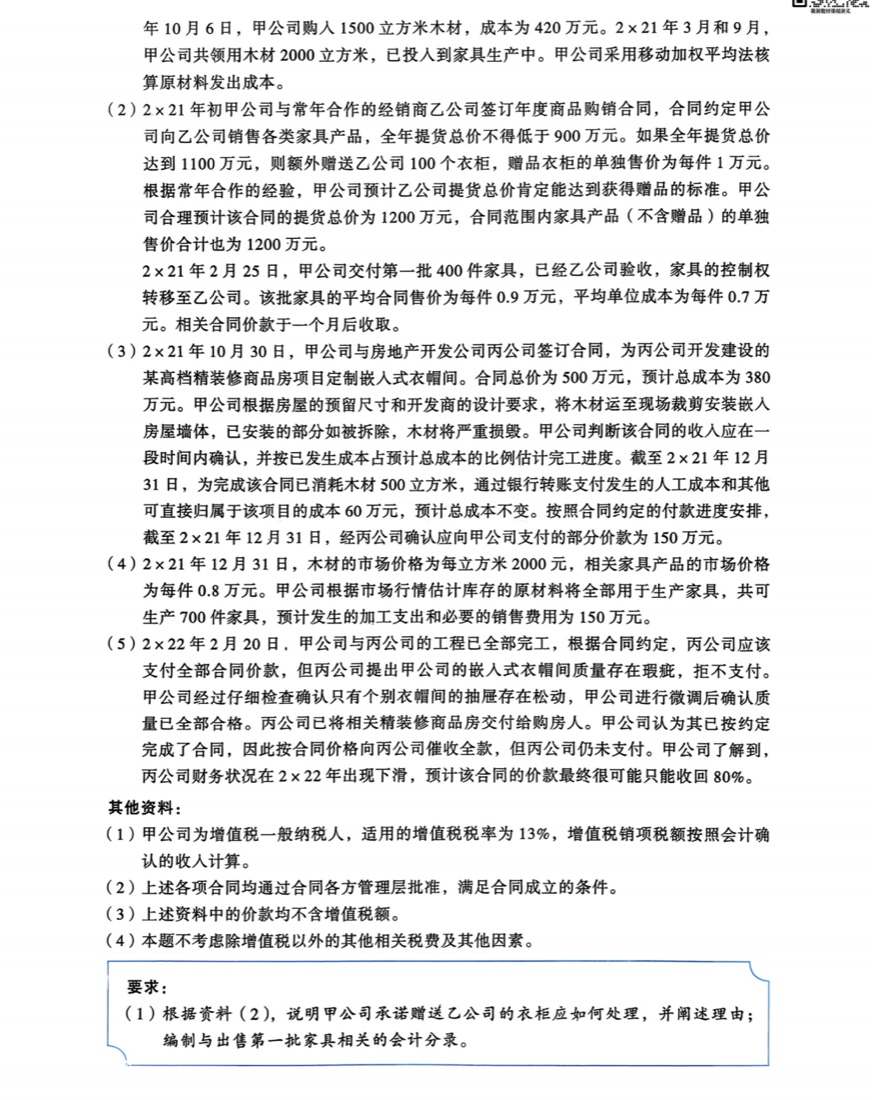 最新教材课程讲义
年 10 月 6 日，甲公司购入 1500 立方米木材，成本为 420 万元。2×21 年 3 月和 9 月，
甲公司共领用木材 2000 立方米，已投入到家具生产中。甲公司采用移动加权平均法核
算原材料发出成本。
（2）2×21 年初甲公司与常年合作的经销商乙公司签订年度商品购销合同，合同约定甲公
司向乙公司销售各类家具产品，全年提货总价不得低于 900 万元。如果全年提货总价
达到 1100 万元，则额外赠送乙公司 100 个衣柜，赠品衣柜的单独售价为每件 1 万元。
根据常年合作的经验，甲公司预计乙公司提货总价肯定能达到获得赠品的标准。甲公
司合理预计该合同的提货总价为 1200 万元，合同范围内家具产品（不含赠品）的单独
售价合计也为 1200 万元。
2×21 年 2 月 25 日，甲公司交付第一批 400 件家具，已经乙公司验收，家具的控制权
转移至乙公司。该批家具的平均合同售价为每件 0.9 万元，平均单位成本为每件 0.7 万
元。相关合同价款于一个月后收取。
（3）2×21 年 10 月 30 日，甲公司与房地产开发公司丙公司签订合同，为丙公司开发建设的
某高档精装修商品房项目定制嵌入式衣帽间。合同总价为 500 万元，预计总成本为 380
万元。甲公司根据房屋的预留尺寸和开发商的设计要求，将木材运至现场裁剪安装嵌入
房屋墙体，已安装的部分如被拆除，木材将严重损毁。甲公司判断该合同的收入应在一
段时间内确认，并按已发生成本占预计总成本的比例估计完工进度。截至 2×21 年 12 月
31 日，为完成该合同已消耗木材 500 立方米，通过银行转账支付发生的人工成本和其他
可直接归属于该项目的成本 60 万元，预计总成本不变。按照合同约定的付款进度安排，
截至 2×21 年 12 月 31 日，经丙公司确认应向甲公司支付的部分价款为 150 万元。
（4）2×21 年 12 月 31 日，木材的市场价格为每立方米 2000 元，相关家具产品的市场价格
为每件 0.8 万元。甲公司根据市场行情估计库存的原材料将全部用于生产家具，共可
生产 700 件家具，预计发生的加工支出和必要的销售费用为 150 万元。
（5）2×22 年 2 月 20 日，甲公司与丙公司的工程已全部完工，根据合同约定，丙公司应该
支付全部合同价款，但丙公司提出甲公司的嵌入式衣帽间质量存在瑕疵，拒不支付。
甲公司经过仔细检查确认只有个别衣帽间的抽屉存在松动，甲公司进行微调后确认质
量已全部合格。丙公司已将相关精装修商品房交付给购房人。甲公司认为其已按约定
完成了合同，因此按合同价格向丙公司催收全款，但丙公司仍未支付。甲公司了解到，
丙公司财务状况在 2×22 年出现下滑，预计该合同的价款最终很可能只能收回 80%。
其他资料：
（1）甲公司为增值税一般纳税人，适用的增值税税率为 13%，增值税销项税额按照会计确
认的收入计算。
（2）上述各项合同均通过合同各方管理层批准，满足合同成立的条件。
（3）上述资料中的价款均不含增值税额。
（4）本题不考虑除增值税以外的其他相关税费及其他因素。
要求：
（1）根据资料（2），说明甲公司承诺赠送乙公司的衣柜应如何处理，并阐述理由；
编制与出售第一批家具相关的会计分录。